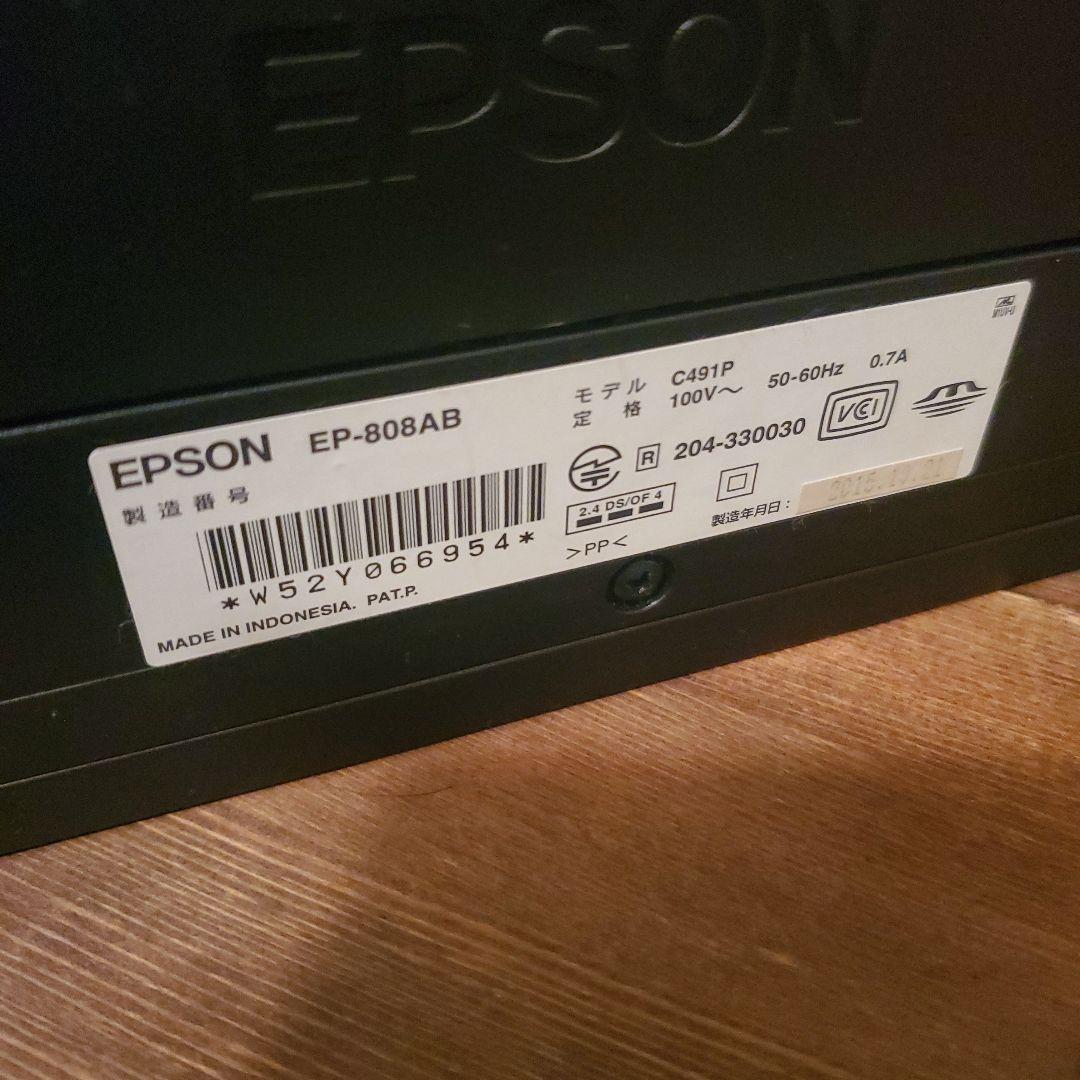 EPSON
EPSON EP-808AB
モデル C491P
定格 100V～ 50-60Hz 0.7A
製造番号
*W52Y066954*
MADE IN INDONESIA. PAT.P.
R 204-330030
VCI
2.4 DS/OF 4
>PP<
製造年月日：